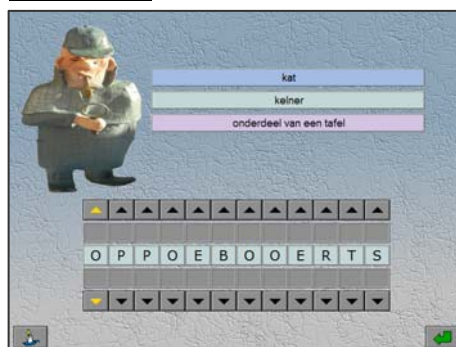 kat
kelner
onderdeel van een tafel
O P P O E B O O E R T S